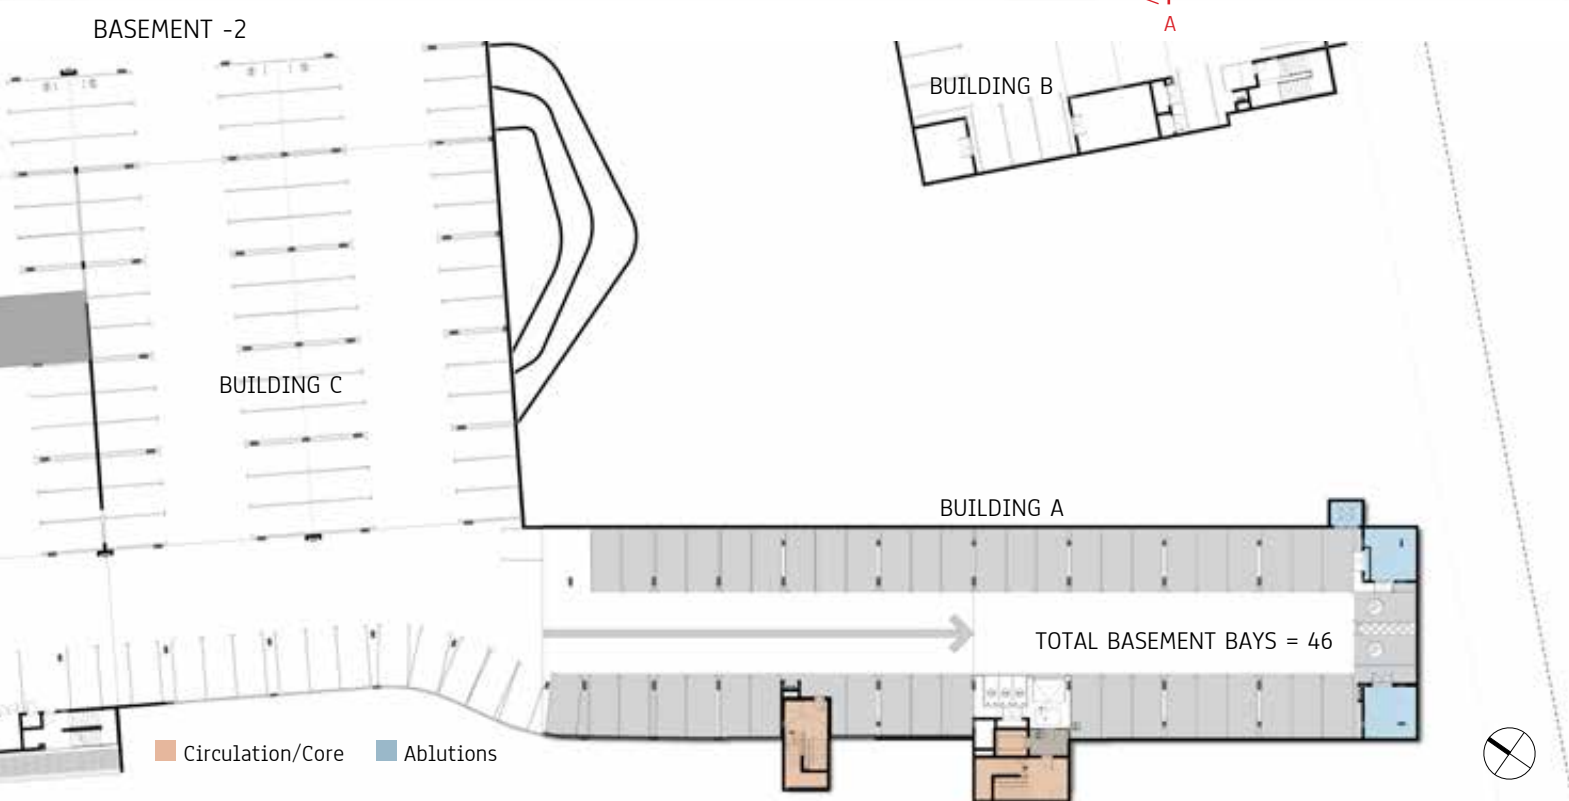 A
BASEMENT -2
BUILDING B
BUILDING C
BUILDING A
TOTAL BASEMENT BAYS = 46
Circulation/Core
Ablutions